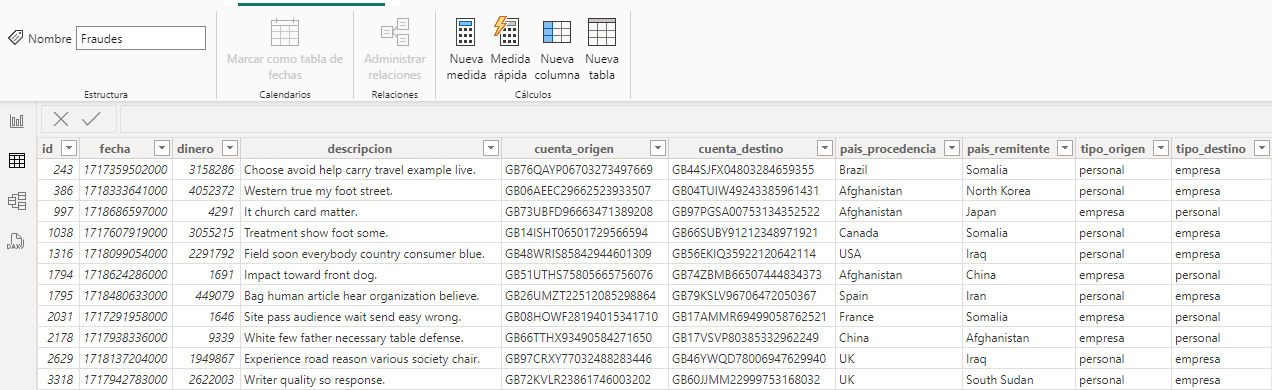 Nombre Fraudes
Marcar como tabla de fechas
Administrar relaciones
Nueva medida
Medida rápida
Nueva columna
Nueva tabla
Estructura Calendarios Relaciones Cálculos
DAX
id fecha dinero descripcion cuenta_origen cuenta_destino pais_procedencia pais_remitente tipo_origen tipo_destino
243 1717359502000 3158286 Choose avoid help carry travel example live. GB76QAYP06703273497669 GB44SJFX04803284659355 Brazil Somalia personal empresa
386 1718333641000 4052372 Western true my foot street. GB06AEEC29662523933507 GB04TUIW49243385961431 Afghanistan North Korea personal empresa
997 1718686597000 4291 It church card matter. GB73UBFD96663471389208 GB97PGSA00753134352522 Afghanistan Japan empresa personal
1038 1717607919000 3055215 Treatment show foot some. GB14ISHT06501729566594 GB66SUBY91212348971921 Canada Somalia personal empresa
1316 1718099054000 2291792 Field soon everybody country consumer blue. GB48WRIS85842944601309 GB56EKIQ35922120642114 USA Iraq personal empresa
1794 1718624286000 1691 Impact toward front dog. GB51UTHS75805665756076 GB74ZBMB66507444834373 Afghanistan China empresa personal
1795 1718480633000 449079 Bag human article hear organization believe. GB26UMZT22512085298864 GB79KSLV96706472050367 Spain Iran personal empresa
2031 1717291958000 1646 Site pass audience wait send easy wrong. GB08HOWF28194015341710 GB17AMMR69499058762521 France Somalia empresa personal
2178 1717938336000 9339 White few father necessary table defense. GB66TTHX93490584271650 GB17VSVP80385332962249 China Afghanistan personal empresa
2629 1718137204000 1949867 Experience road reason various society chair. GB97CRXY77032488283446 GB46YWQD78006947629940 UK Iraq personal empresa
3318 1717942783000 2622003 Writer quality so response. GB72KVLR23861746003202 GB60JJMM22999753168032 UK South Sudan personal empresa